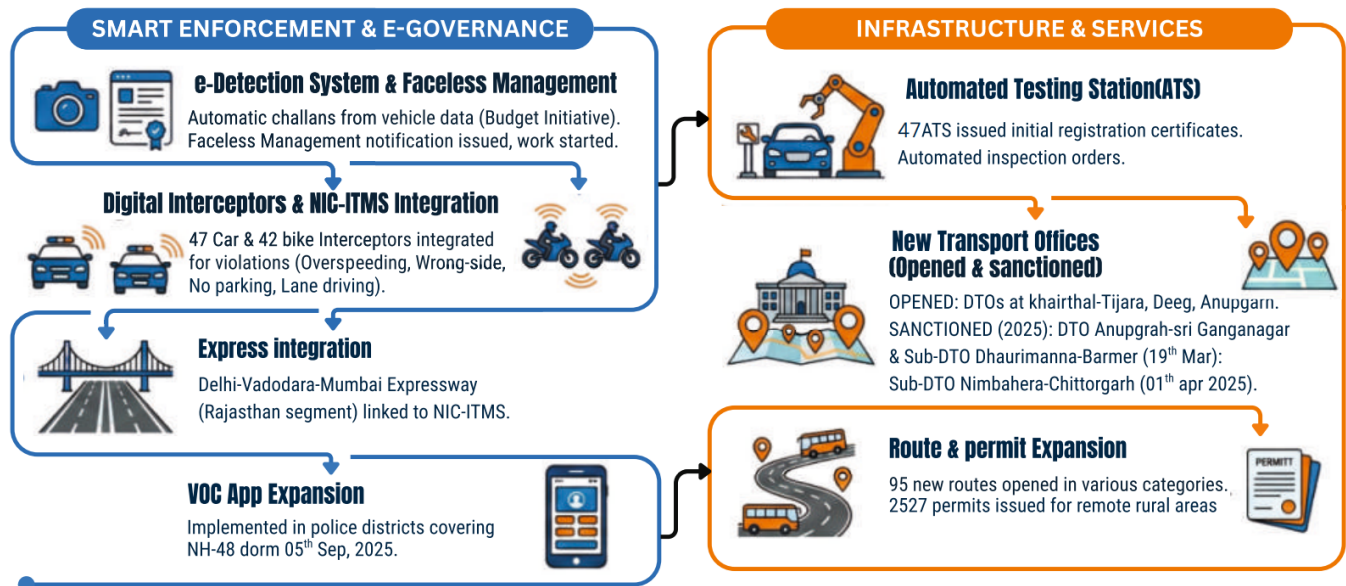 SMART ENFORCEMENT & E-GOVERNANCE
e-Detection System & Faceless Management
Automatic challans from vehicle data (Budget Initiative).
Faceless Management notification issued, work started.
Digital Interceptors & NIC-ITMS Integration
47 Car & 42 bike Interceptors integrated
for violations (Overspeeding, Wrong-side,
No parking, Lane driving).
Express integration
Delhi-Vadodara-Mumbai Expressway
(Rajasthan segment) linked to NIC-ITMS.
VOC App Expansion
Implemented in police districts covering
NH-48 dorm 05th Sep, 2025.
INFRASTRUCTURE & SERVICES
Automated Testing Station(ATS)
47ATS issued initial registration certificates.
Automated inspection orders.
New Transport Offices
(Opened & sanctioned)
OPENED: DTOs at khairthal-Tijara, Deeg, Anupgarh.
SANCTIONED (2025): DTO Anupgrah-sri Ganganagar
& Sub-DTO Dhaurimanna-Barmer (19th Mar):
Sub-DTO Nimbahera-Chittorgarh (01th apr 2025).
Route & permit Expansion
95 new routes opened in various categories.
2527 permits issued for remote rural areas
PERMITT